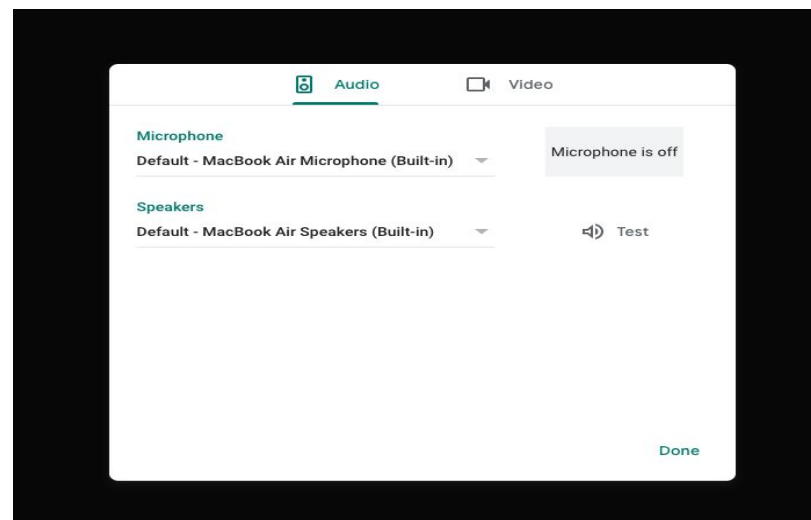 Audio Video
Microphone
Default - MacBook Air Microphone (Built-in)
Microphone is off
Speakers
Default - MacBook Air Speakers (Built-in)
Test
Done